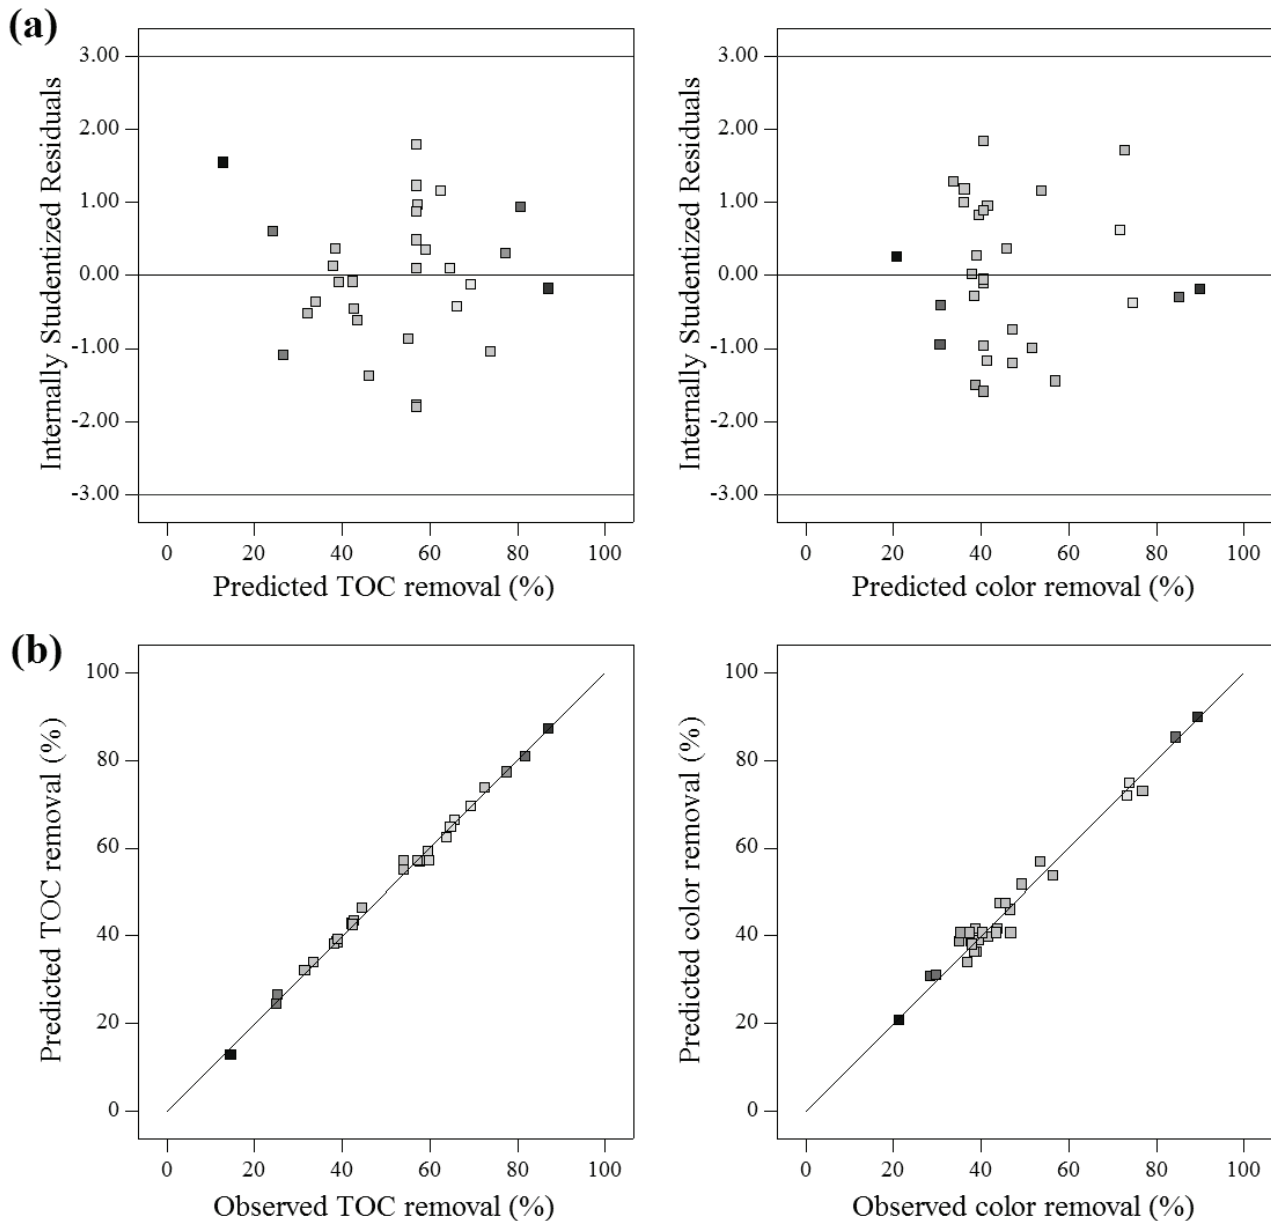 (a)
Internally Studentized Residuals
3.00
2.00
1.00
0.00
-1.00
-2.00
-3.00
0 20 40 60 80 100
Predicted TOC removal (%)
Internally Studentized Residuals
3.00
2.00
1.00
0.00
-1.00
-2.00
-3.00
0 20 40 60 80 100
Predicted color removal (%)
(b)
Predicted TOC removal (%)
100
80
60
40
20
0
0 20 40 60 80 100
Observed TOC removal (%)
Predicted color removal (%)
100
80
60
40
20
0
0 20 40 60 80 100
Observed color removal (%)